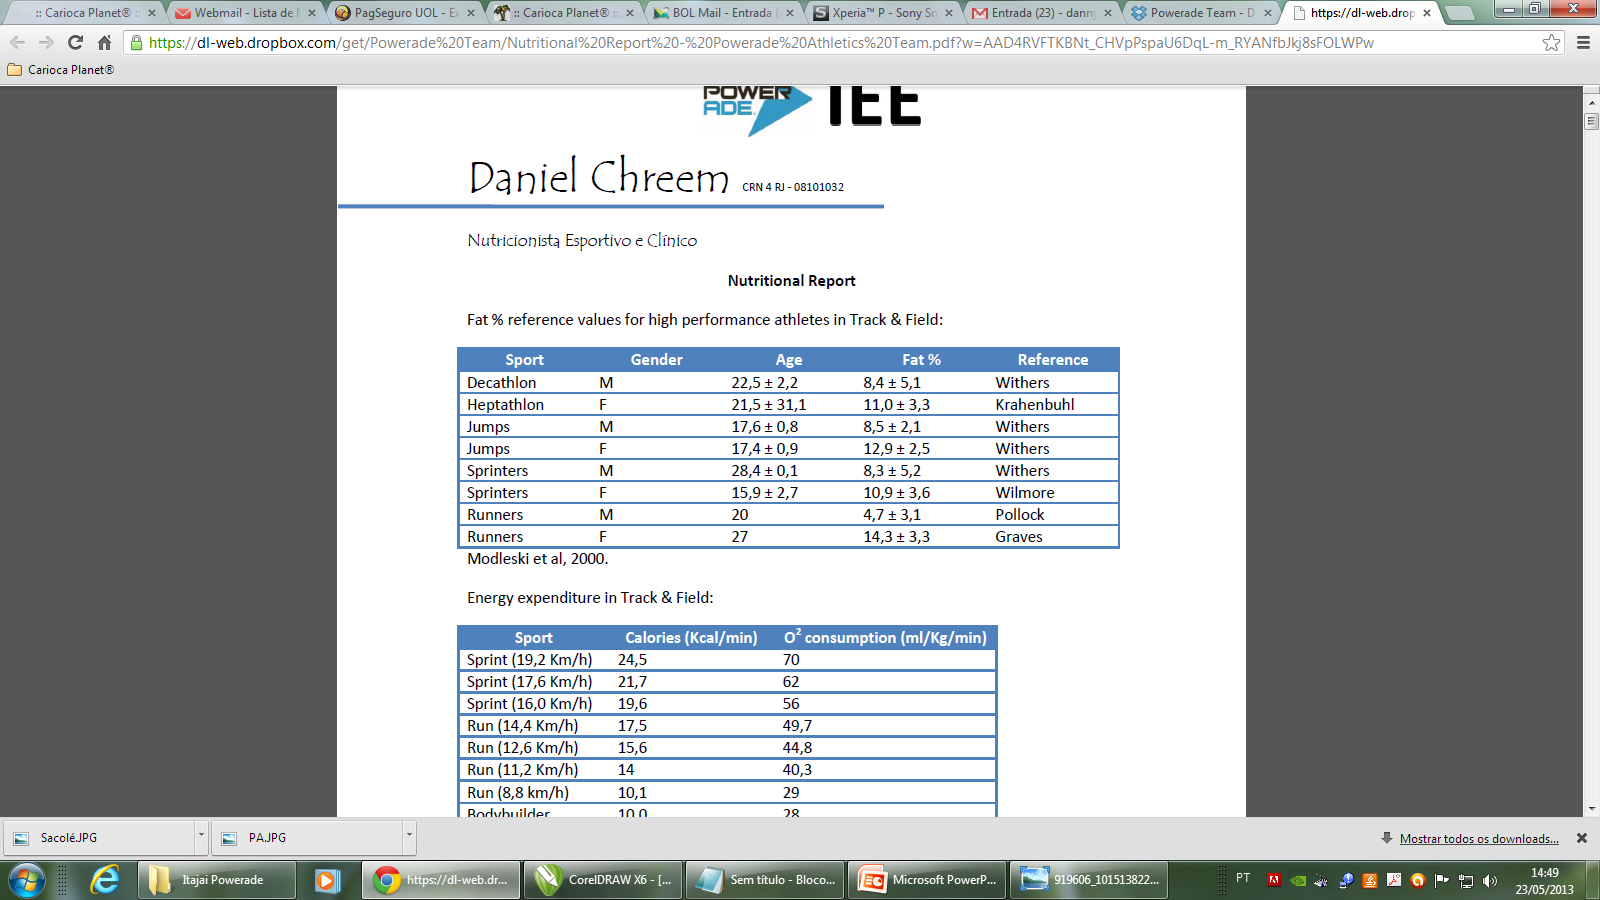 :: Carioca Planet® ::
Webmail - Lista de
PagSeguro UOL - E
:: Carioca Planet® ::
BOL Mail - Entrada
Xperia™ P - Sony Sn
Entrada (23) - dann
Powerade Team - D
https://dl-web.drop
https://dl-web.dropbox.com/get/Powerade%20Team/Nutritional%20Report%20-%20Powerade%20Athletics%20Team.pdf?w=AAD4RVFTKBNt_CHVpPspaU6DqL-m_RYANfbJkj8sFOLWPw
Carioca Planet®
POWER
ADE
IEE
Daniel Chreem CRN 4 RJ - 08101032
Nutricionista Esportivo e Clínico
Nutritional Report
Fat % reference values for high performance athletes in Track & Field:
Sport Gender Age Fat % Reference
Decathlon M 22,5 ± 2,2 8,4 ± 5,1 Withers
Heptathlon F 21,5 ± 31,1 11,0 ± 3,3 Krahenbuhl
Jumps M 17,6 ± 0,8 8,5 ± 2,1 Withers
Jumps F 17,4 ± 0,9 12,9 ± 2,5 Withers
Sprinters M 28,4 ± 0,1 8,3 ± 5,2 Withers
Sprinters F 15,9 ± 2,7 10,9 ± 3,6 Wilmore
Runners M 20 4,7 ± 3,1 Pollock
Runners F 27 14,3 ± 3,3 Graves
Modleski et al, 2000.
Energy expenditure in Track & Field:
Sport Calories (Kcal/min) O² consumption (ml/Kg/min)
Sprint (19,2 Km/h) 24,5 70
Sprint (17,6 Km/h) 21,7 62
Sprint (16,0 Km/h) 19,6 56
Run (14,4 Km/h) 17,5 49,7
Run (12,6 Km/h) 15,6 44,8
Run (11,2 Km/h) 14 40,3
Run (8,8 km/h) 10,1 29
Bodybuilder 10,0 28
Sacolé.JPG PA.JPG Mostrar todos os downloads...
Itajai Powerade
https://dl-web.dr...
CorelDRAW X6 - [...
Sem título - Bloco...
Microsoft PowerP...
919606_101513822...
PT
14:49
23/05/2013